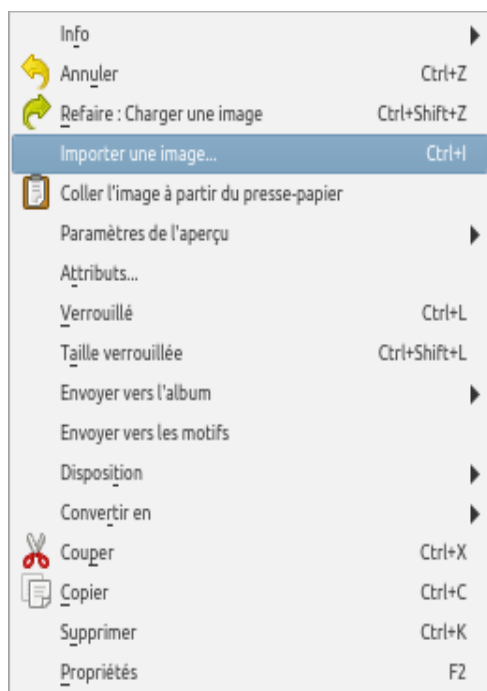 Info
Annuler Ctrl+Z
Refaire : Charger une image Ctrl+Shift+Z
Importer une image... Ctrl+I
Coller l'image à partir du presse-papier
Paramètres de l'aperçu
Attributs...
Verrouillé Ctrl+L
Taille verrouillée Ctrl+Shift+L
Envoyer vers l'album
Envoyer vers les motifs
Disposition
Convertir en
Couper Ctrl+X
Copier Ctrl+C
Supprimer Ctrl+K
Propriétés F2